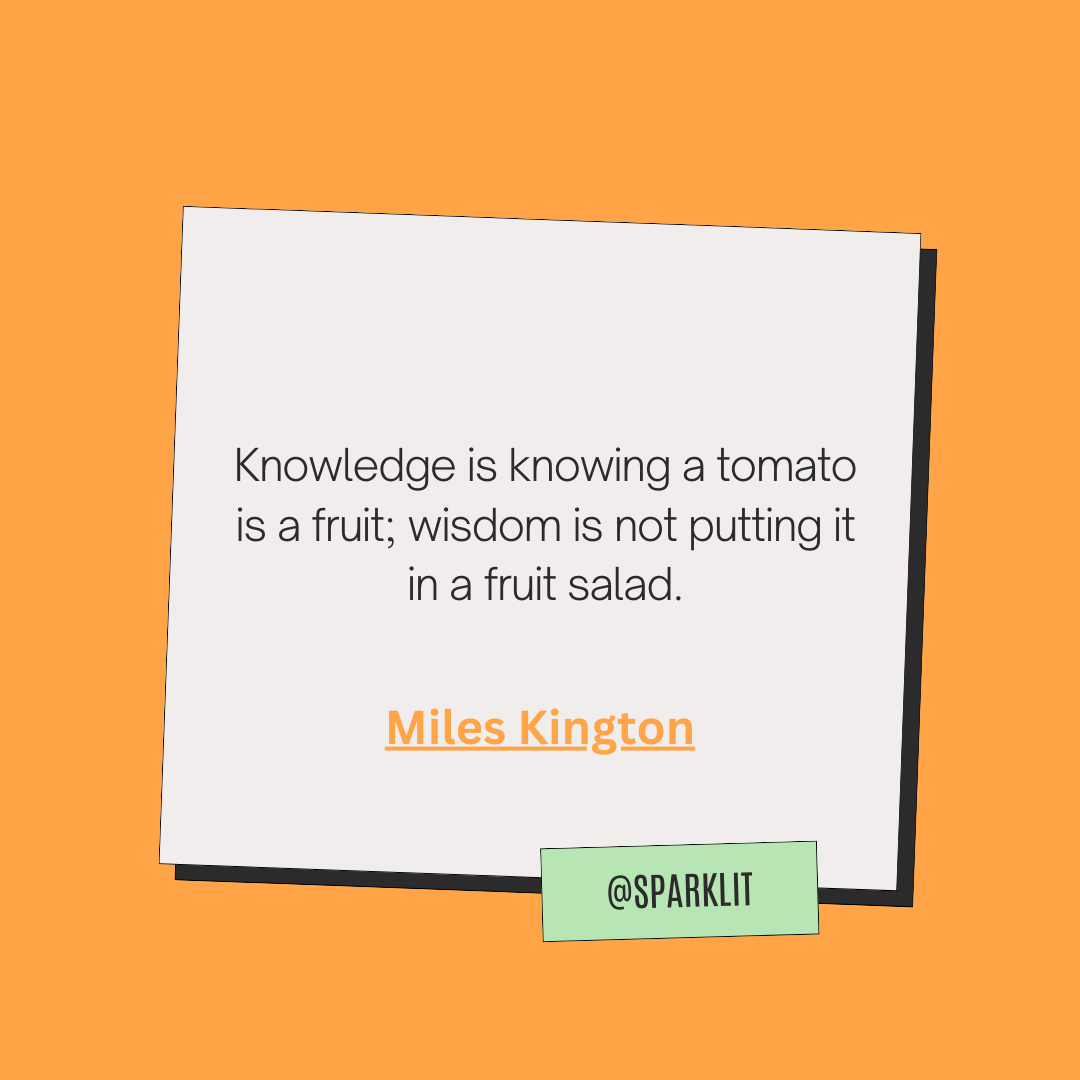 Knowledge is knowing a tomato
is a fruit; wisdom is not putting it
in a fruit salad.
Miles Kington
@SPARKLIT